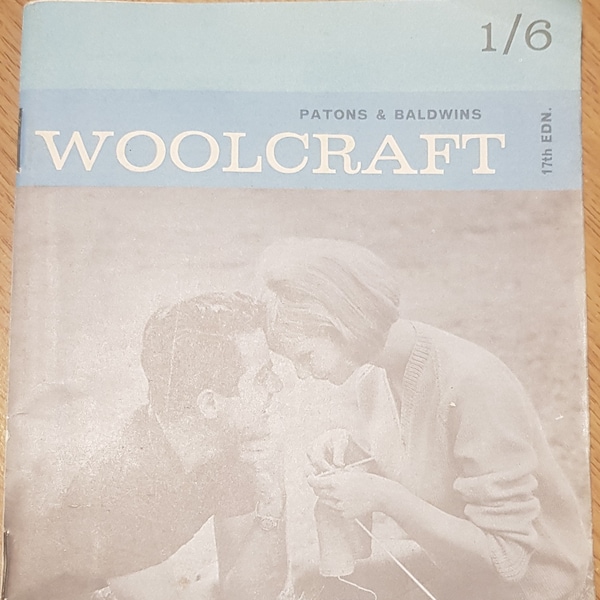 1/6
PATONS & BALDWINS
WOOLCRAFT
17th EDN.